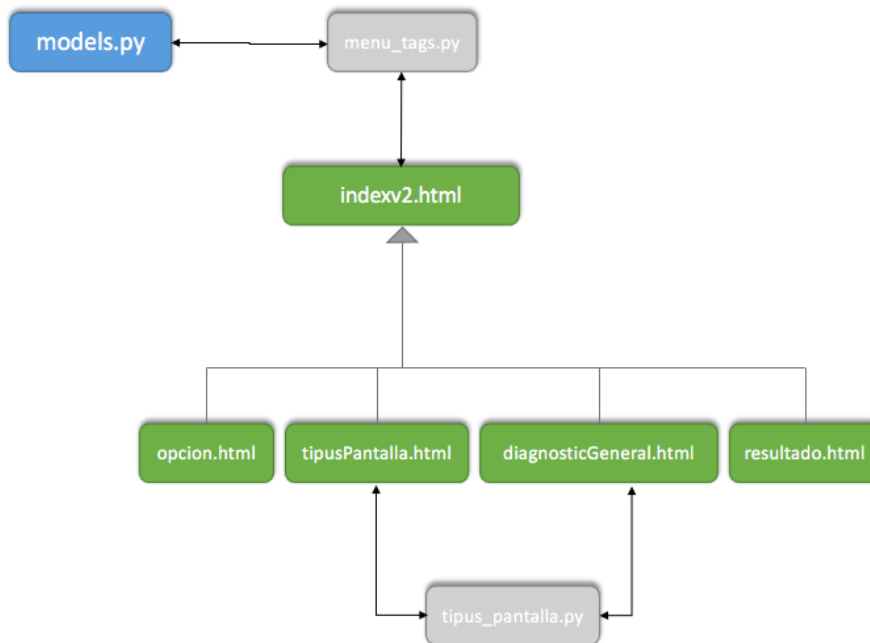 models.py
menu_tags.py
indexv2.html
opcion.html
tipusPantalla.html
diagnosticGeneral.html
resultado.html
tipus_pantalla.py